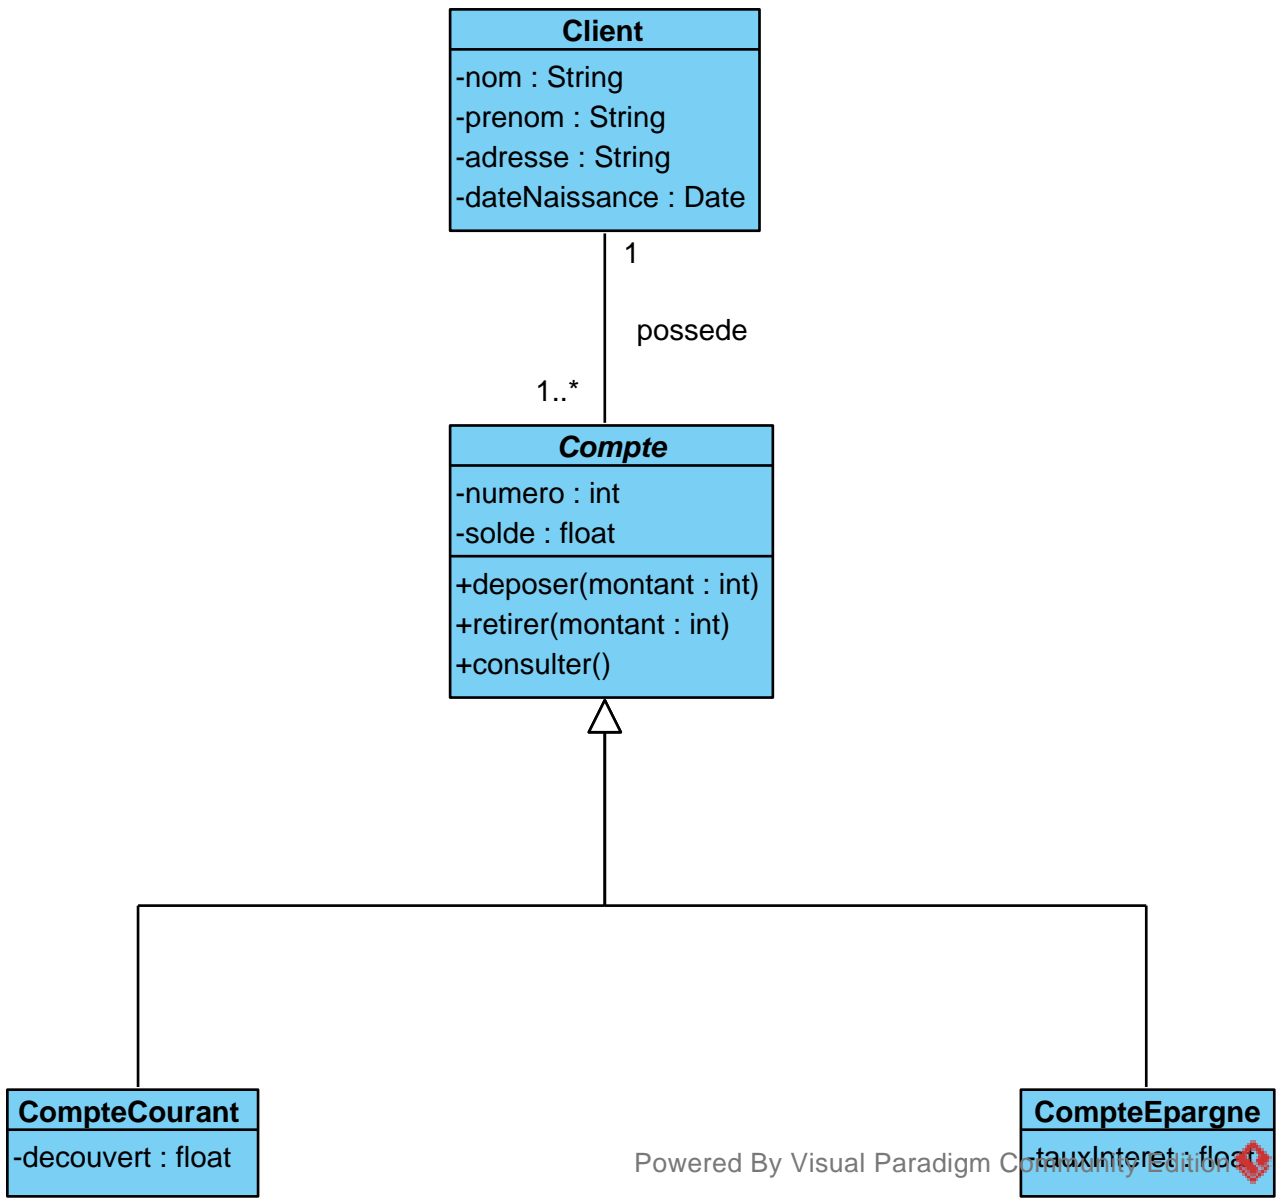 Client
-nom : String
-prenom : String
-adresse : String
-dateNaissance : Date
1
possede
1..*
Compte
-numero : int
-solde : float
+deposer(montant : int)
+retirer(montant : int)
+consulter()
CompteCourant
-decouvert : float
CompteEpargne
-tauxInteret : float
Powered By Visual Paradigm Community Edition